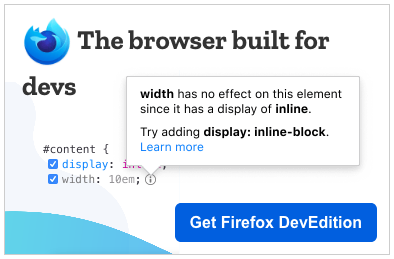 The browser built for
devs
width has no effect on this element
since it has a display of inline.
Try adding display: inline-block.
Learn more
#content {
display: in
;
width: 10em;
Get Firefox DevEdition